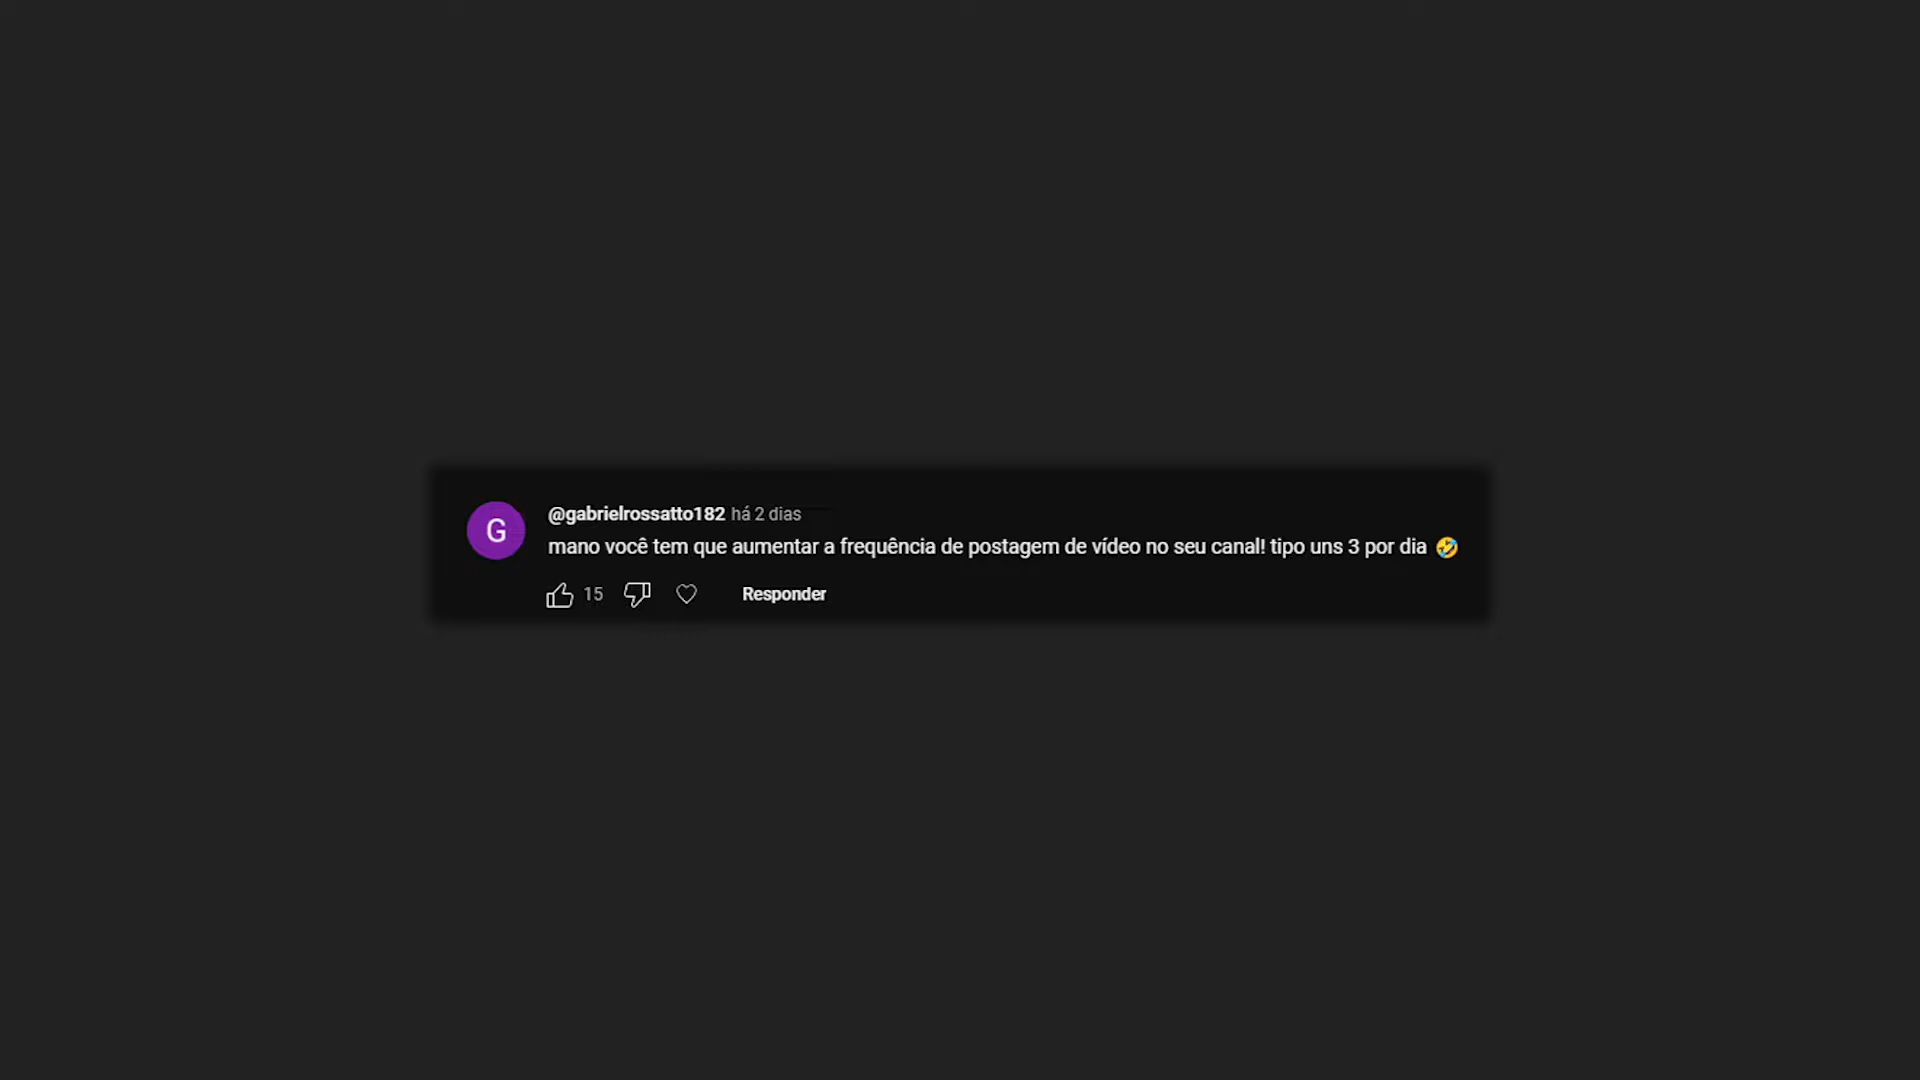 G
@gabrielrossatto182 há 2 dias
mano você tem que aumentar a frequência de postagem de vídeo no seu canal! tipo uns 3 por dia 🤣
15 Responder